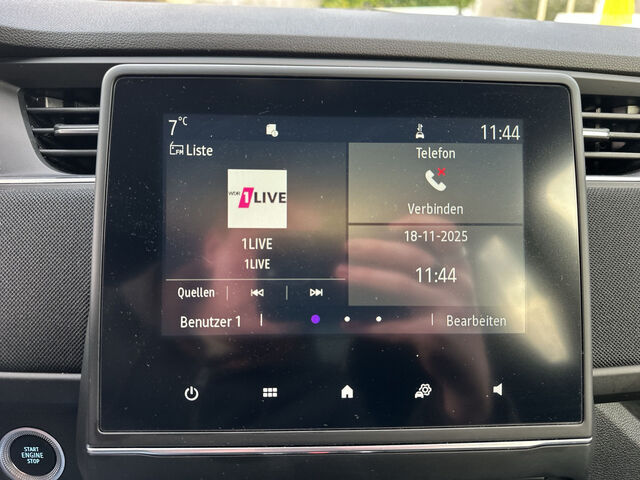 7°C
11:44
FM Liste
WDR 1LIVE
1LIVE
1LIVE
Quellen
Telefon
Verbinden
18-11-2025
11:44
Benutzer 1
Bearbeiten
START
ENGINE
STOP